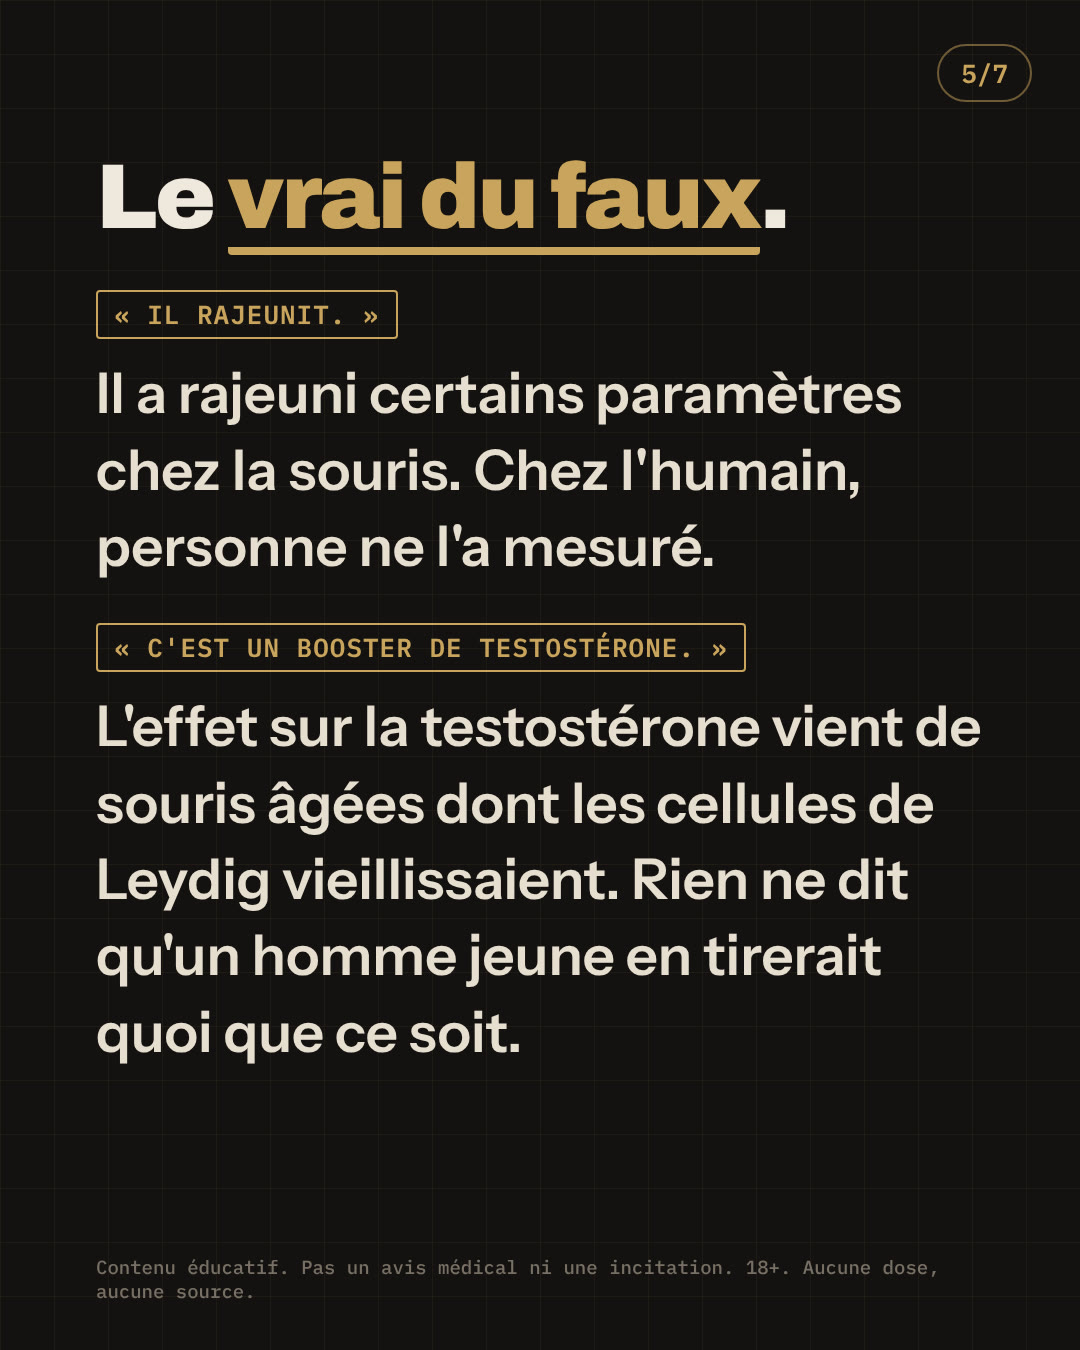 5/7
Le vrai du faux.
« IL RAJEUNIT. »
Il a rajeuni certains paramètres
chez la souris. Chez l'humain,
personne ne l'a mesuré.
« C'EST UN BOOSTER DE TESTOSTÉRONE. »
L'effet sur la testostérone vient de
souris âgées dont les cellules de
Leydig vieillissaient. Rien ne dit
qu'un homme jeune en tirerait
quoi que ce soit.
Contenu éducatif. Pas un avis médical ni une incitation. 18+. Aucune dose,
aucune source.